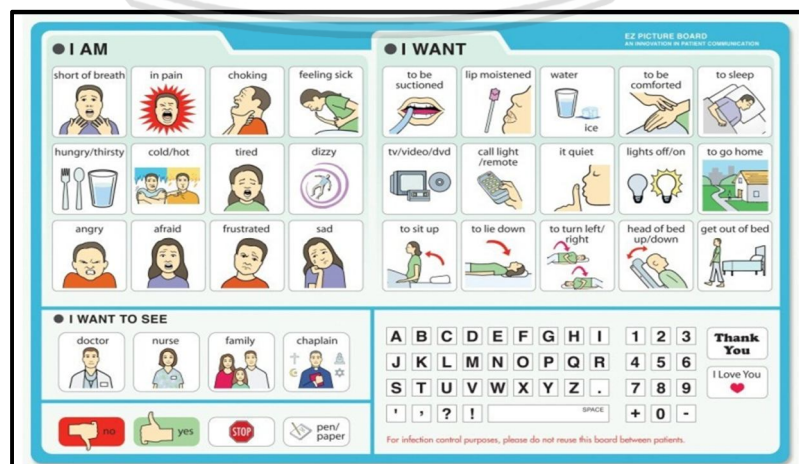 EZ PICTURE BOARD
AN INNOVATION IN PATIENT COMMUNICATION
I AM
short of breath
in pain
choking
feeling sick
hungry/thirsty
cold/hot
tired
dizzy
angry
afraid
frustrated
sad
I WANT
to be
suctioned
lip moistened
water
ice
to be
comforted
to sleep
tv/video/dvd
call light
/remote
it quiet
lights off/on
to go home
to sit up
to lie down
to turn left/
right
head of bed
up/down
get out of bed
I WANT TO SEE
doctor
nurse
family
chaplain
no
yes
STOP
pen/
paper
A B C D E F G H I
J K L M N O P Q R
S T U V W X Y Z .
' , ? ! SPACE
1 2 3
4 5 6
7 8 9
+ 0 -
Thank
You
I Love You
For infection control purposes, please do not reuse this board between patients.